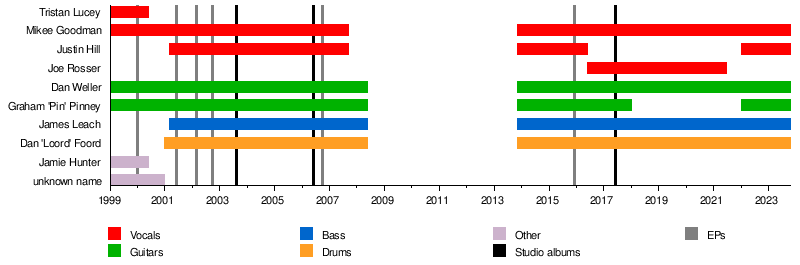 Tristan Lucey
Mikee Goodman
Justin Hill
Joe Rosser
Dan Weller
Graham 'Pin' Pinney
James Leach
Dan 'Loord' Foord
Jamie Hunter
unknown name
1999 2001 2003 2005 2007 2009 2011 2013 2015 2017 2019 2021 2023
Vocals Bass Other EPs
Guitars Drums Studio albums